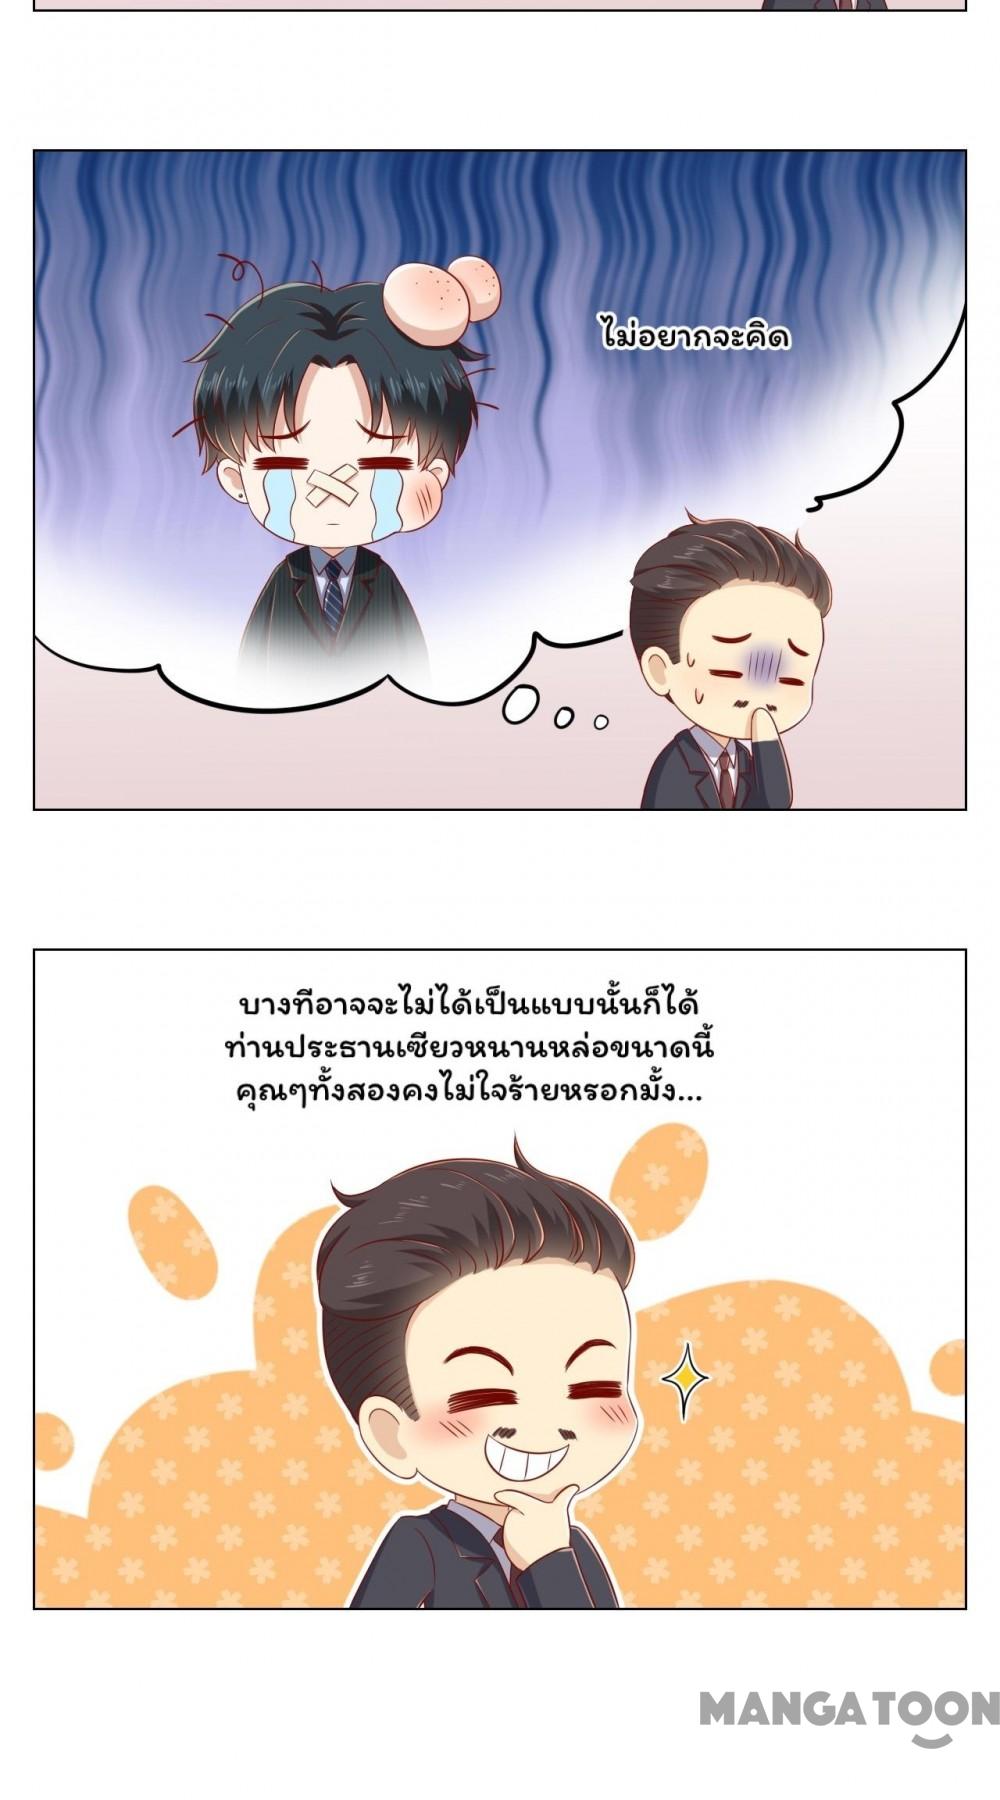 ไม่อยากจะคิด
บางทีอาจจะไม่ได้เป็นแบบนั้นก็ได้
ท่านประธานเซียวหนานหล่อขนาดนี้
คุณๆทั้งสองคงไม่ใจร้ายหรอกมั้ง...
MANGATOON